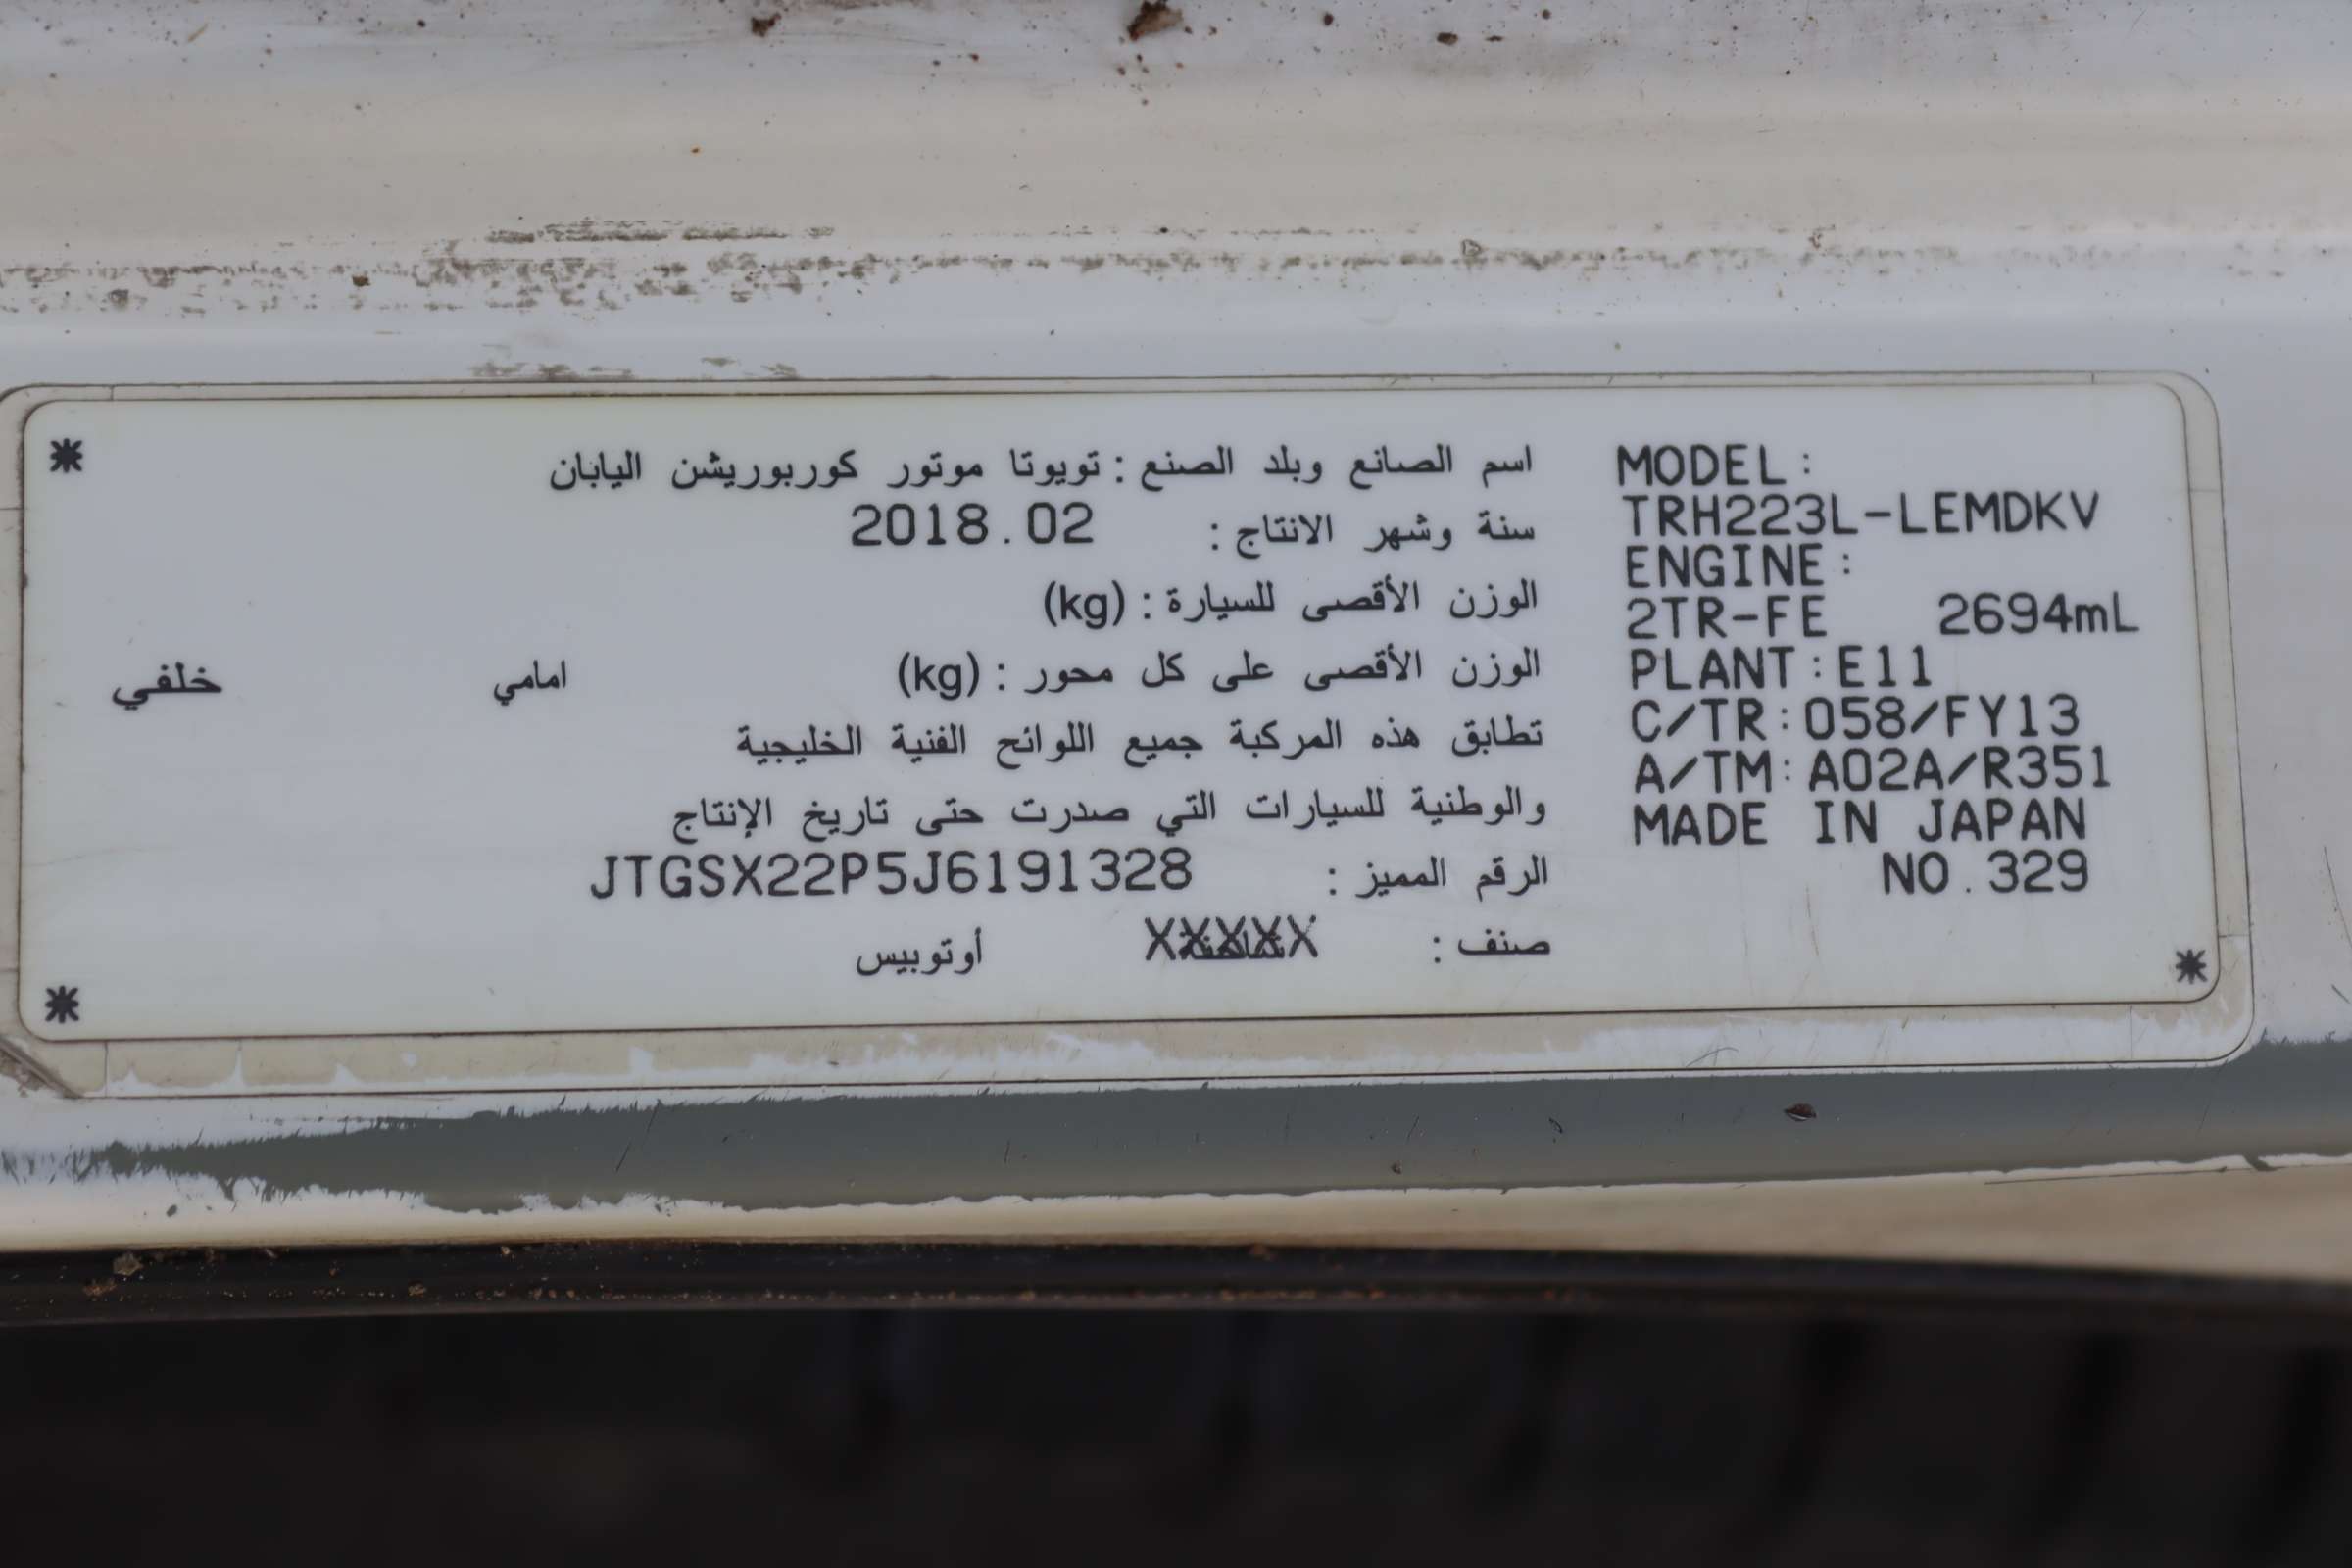 MODEL:
TRH223L-LEMDKV
ENGINE:
2TR-FE 2694mL
PLANT:E11
C/TR:058/FY13
A/TM:A02A/R351
MADE IN JAPAN
NO.329
اسم الصانع وبلد الصنع : تويوتا موتور كوربوريشن اليابان
سنة وشهر الانتاج : 2018.02
الوزن الأقصى للسيارة : (kg)
الوزن الأقصى على كل محور : (kg) امامي خلفي
تطابق هذه المركبة جميع اللوائح الفنية الخليجية
والوطنية للسيارات التي صدرت حتى تاريخ الإنتاج
الرقم المميز : JTGSX22P5J6191328
صنف : XXXXX أوتوبيس